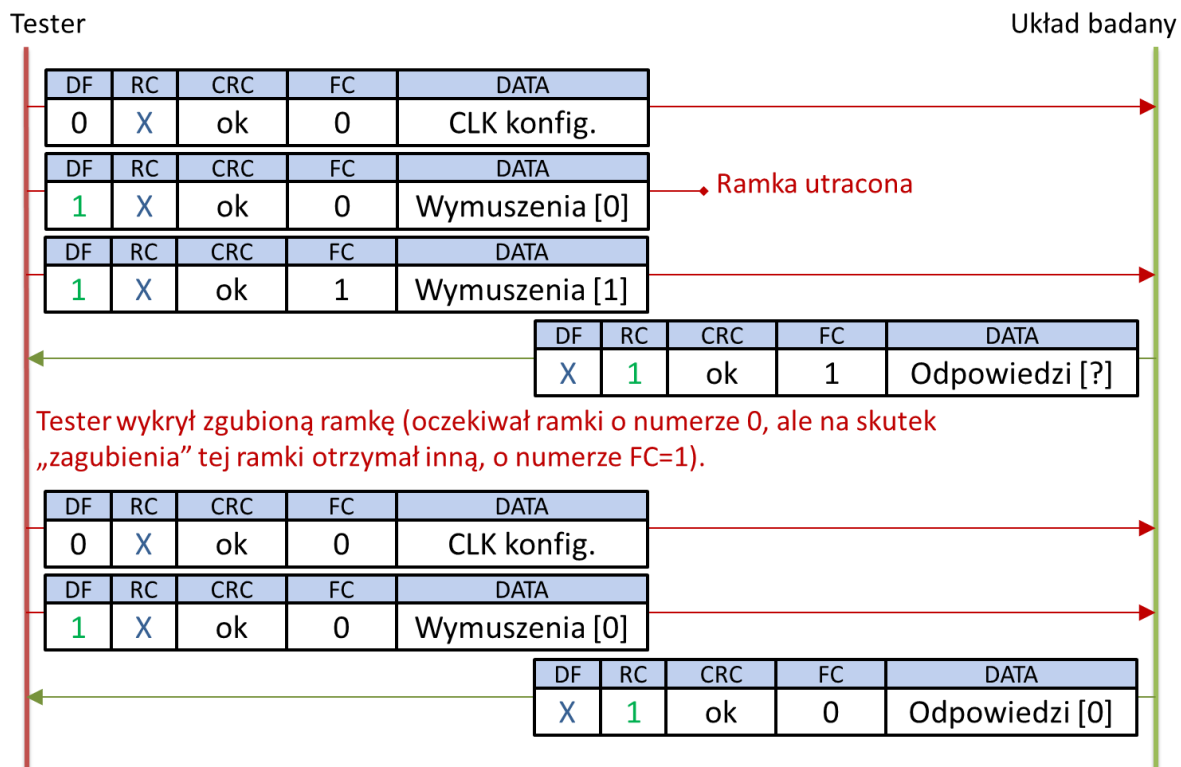 Tester Układ badany
DF RC CRC FC DATA
0 X ok 0 CLK konfig.
DF RC CRC FC DATA
1 X ok 0 Wymuszenia [0] Ramka utracona
DF RC CRC FC DATA
1 X ok 1 Wymuszenia [1]
DF RC CRC FC DATA
X 1 ok 1 Odpowiedzi [?]
Tester wykrył zgubioną ramkę (oczekiwał ramki o numerze 0, ale na skutek
„zagubienia” tej ramki otrzymał inną, o numerze FC=1).
DF RC CRC FC DATA
0 X ok 0 CLK konfig.
DF RC CRC FC DATA
1 X ok 0 Wymuszenia [0]
DF RC CRC FC DATA
X 1 ok 0 Odpowiedzi [0]